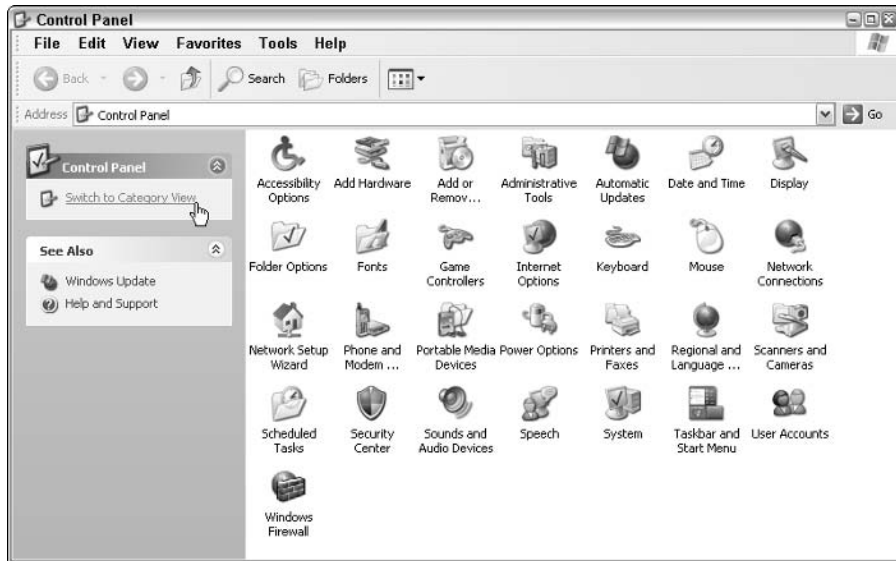 Control Panel
File Edit View Favorites Tools Help
Back Search Folders
Address Control Panel Go
Control Panel
Switch to Category View
See Also
Windows Update
Help and Support
Accessibility Options
Add Hardware
Add or Remov...
Administrative Tools
Automatic Updates
Date and Time
Display
Folder Options
Fonts
Game Controllers
Internet Options
Keyboard
Mouse
Network Connections
Network Setup Wizard
Phone and Modem ...
Portable Media Devices
Power Options
Printers and Faxes
Regional and Language ...
Scanners and Cameras
Scheduled Tasks
Security Center
Sounds and Audio Devices
Speech
System
Taskbar and Start Menu
User Accounts
Windows Firewall